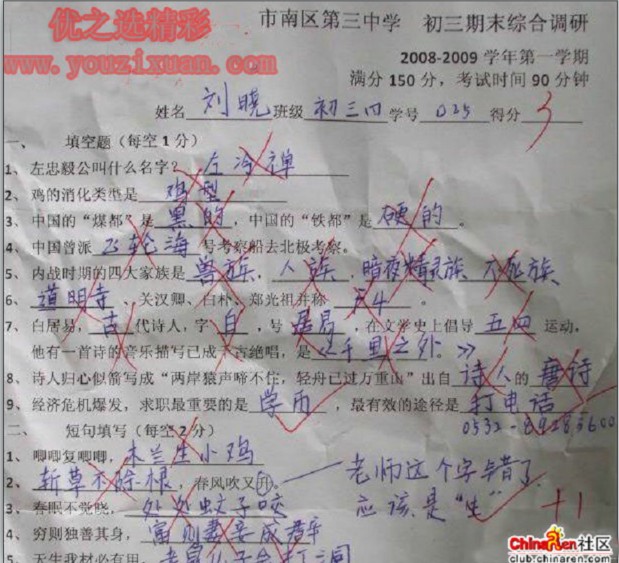 优之选精彩
www.youzixuan.com
市南区第三中学 初三期末综合调研
2008-2009 学年第一学期
满分 150 分，考试时间 90 分钟
姓名 刘晓 班级 初三四 学号 025 得分 3
一、 填空题（每空 1 分）
1、左忠毅公叫什么名字？ 左冷禅
2、鸡的消化类型是 鸡型
3、中国的“煤都”是 黑的 ，中国的“铁都”是 硬的 。
4、中国曾派 飞轮海 号考察船去北极考察。
5、内战时期的四大家族是 兽族、人族、暗夜精灵族 不死族
6、 道明寺 、关汉卿、白朴、郑光祖并称 F4 。
7、白居易， 古 代诗人，字 白 ，号 居易 ，在文学史上倡导 五四 运动。
他有一首诗的音乐描写已成千古绝唱，是 《千里之外。》
8、诗人归心似箭写成“两岸猿声啼不住，轻舟已过万重山”出自 诗人 的 唐诗
9、经济危机爆发，求职最重要的是 学历 ，最有效的途径是 打电话
0532-89283600
二、 短句填写（每空 2 分）
1、唧唧复唧唧， 木兰生小鸡
2、 斩草不除根 ，春风吹又升。 老师这个字错了
应该是“生” +1
3、春眠不觉晓， 处处蚊子咬
4、穷则独善其身， 富则妻妾成群
5、天生我材必有用，
ChinaRen社区
club.chinaren.com